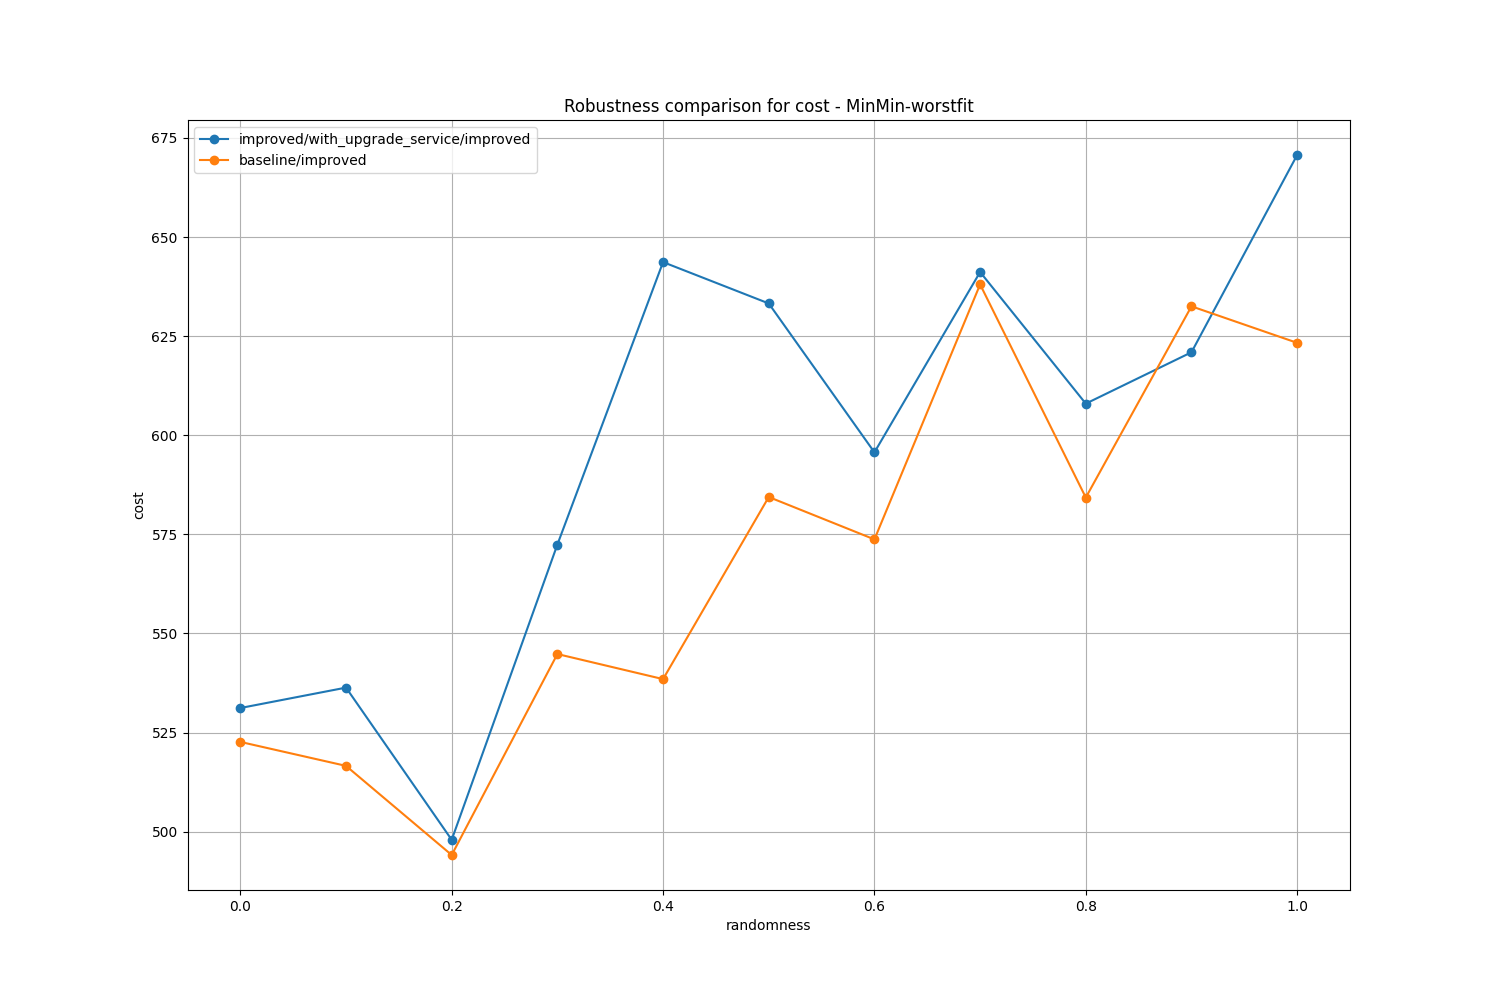 Robustness comparison for cost - MinMin-worstfit
improved/with_upgrade_service/improved
baseline/improved
675
650
625
600
575
550
525
500
cost
0.0 0.2 0.4 0.6 0.8 1.0
randomness